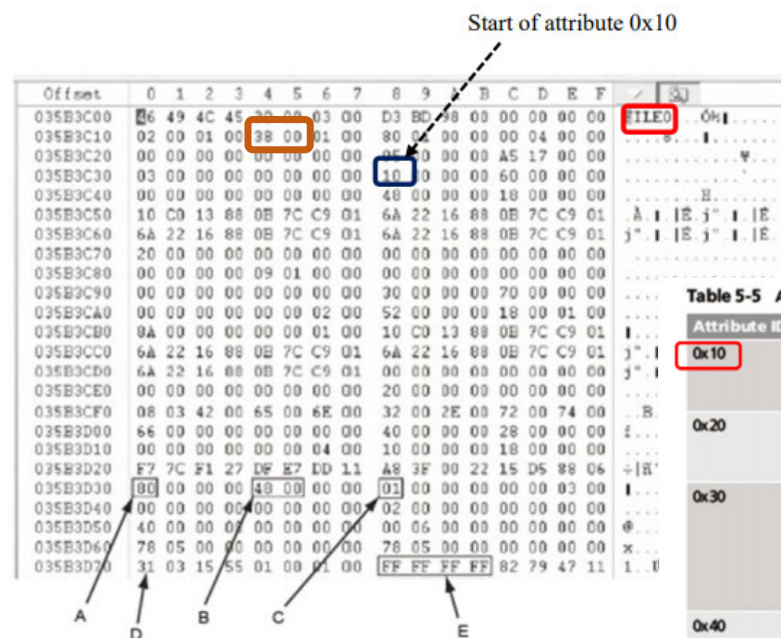 Start of attribute 0x10
Offset 0 1 2 3 4 5 6 7 8 9 A B C D E F
035B3C00 46 49 4C 45 30 00 03 00 D3 BD 98 00 00 00 00 00 FILE0
035B3C10 02 00 01 00 38 00 01 00 80 00 00 00 04 00 00
035B3C20 00 00 00 00 00 00 00 00 00 00 00 A5 17 00 00
035B3C30 03 00 00 00 00 00 00 00 10 00 00 00 60 00 00 00
035B3C40 00 00 00 00 00 00 00 00 48 00 00 00 18 00 00 00
035B3C50 10 C0 13 88 0B 7C C9 01 6A 22 16 88 0B 7C C9 01
035B3C60 6A 22 16 88 0B 7C C9 01 6A 22 16 88 0B 7C C9 01
035B3C70 20 00 00 00 00 00 00 00 00 00 00 00 00 00 00 00
035B3C80 00 00 00 00 09 01 00 00 00 00 00 00 00 00 00 00
035B3C90 00 00 00 00 00 00 00 00 30 00 00 00 70 00 00 00
035B3CA0 00 00 00 00 00 00 02 00 52 00 00 00 18 00 01 00
035B3CB0 8A 00 00 00 00 00 01 00 10 C0 13 88 0B 7C C9 01
035B3CC0 6A 22 16 88 0B 7C C9 01 6A 22 16 88 0B 7C C9 01
035B3CD0 6A 22 16 88 0B 7C C9 01 00 00 00 00 00 00 00 00
035B3CE0 00 00 00 00 00 00 00 00 20 00 00 00 00 00 00 00
035B3CF0 08 03 42 00 65 00 6E 00 32 00 2E 00 72 00 74 00
035B3D00 66 00 00 00 00 00 00 00 40 00 00 00 28 00 00 00
035B3D10 00 00 00 00 00 00 04 00 10 00 00 00 18 00 00 00
035B3D20 F7 7C F1 27 DF E7 DD 11 A8 3F 00 22 15 D5 88 06
035B3D30 80 00 00 00 48 00 00 00 01 00 00 00 00 00 03 00
035B3D40 00 00 00 00 00 00 00 00 02 00 00 00 00 00 00 00
035B3D50 40 00 00 00 00 00 00 00 00 06 00 00 00 00 00 00
035B3D60 78 05 00 00 00 00 00 00 78 05 00 00 00 00 00 00
035B3D70 31 03 15 55 01 00 01 00 FF FF FF FF 82 79 47 11
Table 5-5 A
Attribute ID
0x10
0x20
0x30
0x40
A
D
B
C
E